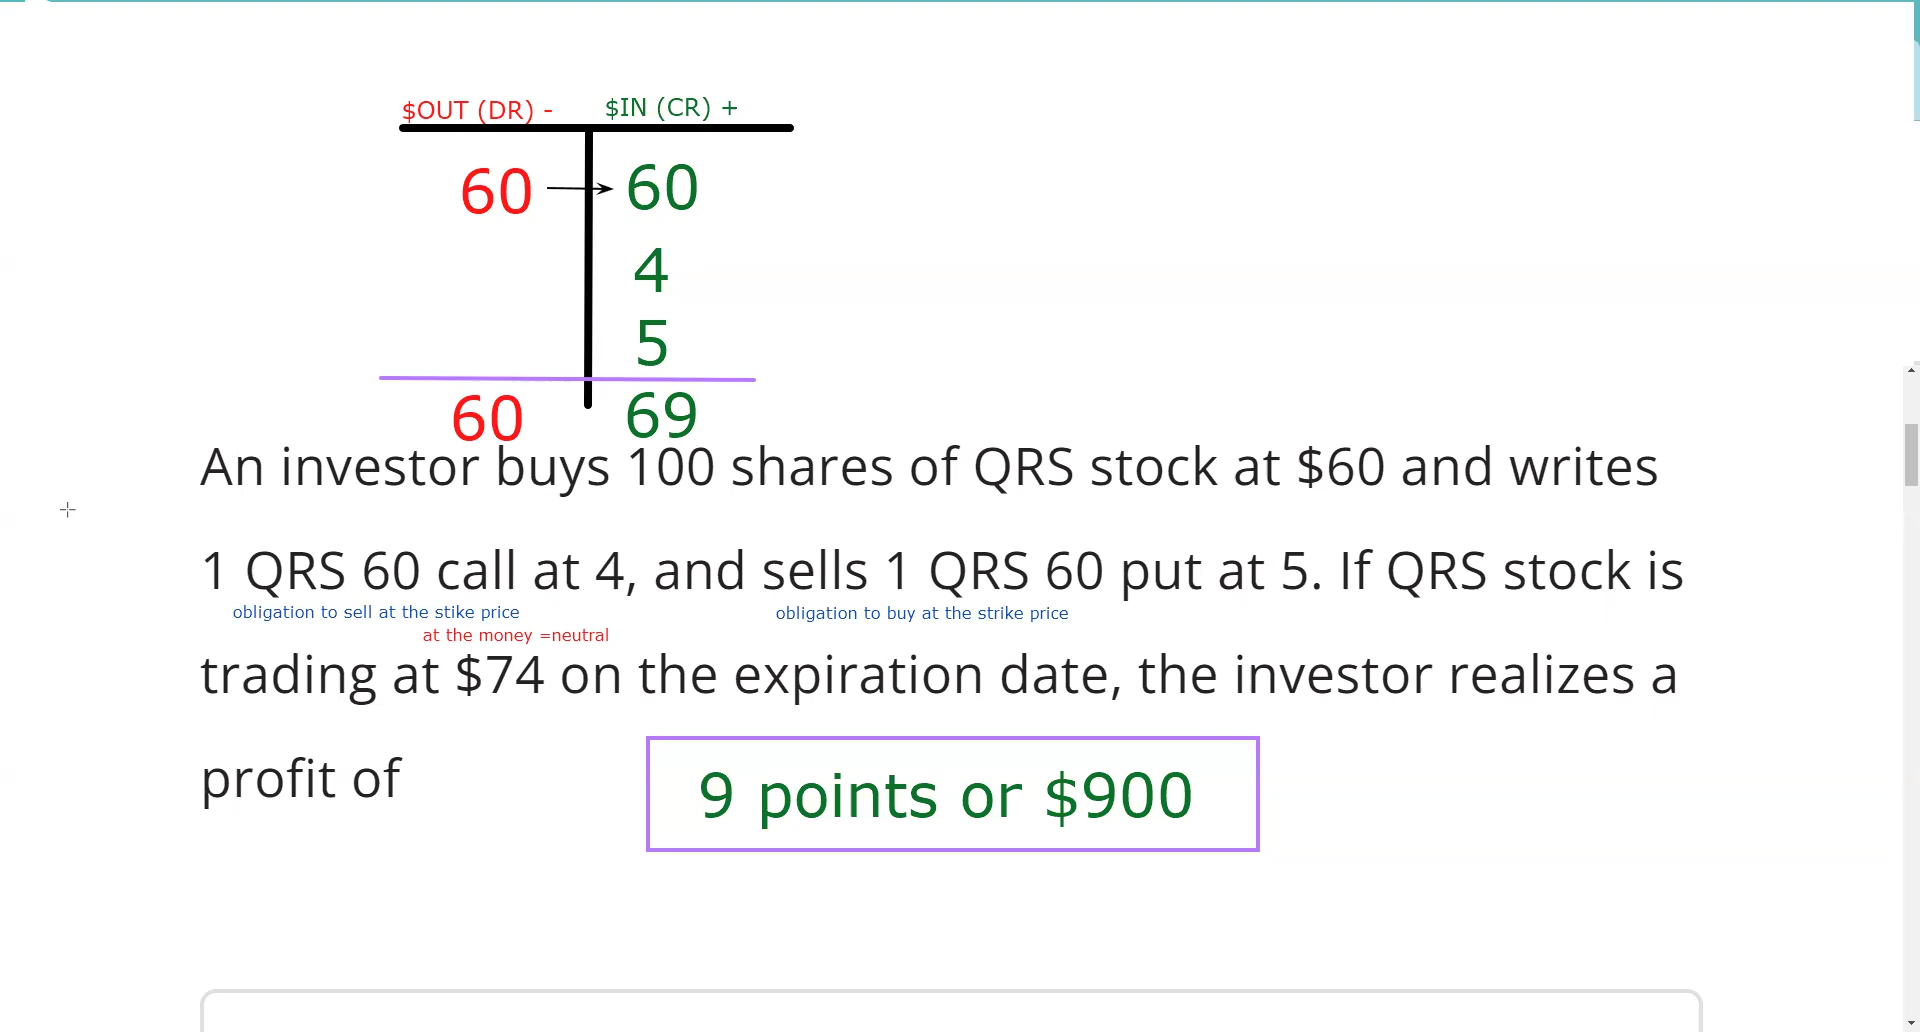 $OUT (DR) - $IN (CR) +
60 60
4
5
60 69
An investor buys 100 shares of QRS stock at $60 and writes
1 QRS 60 call at 4, and sells 1 QRS 60 put at 5. If QRS stock is
obligation to sell at the stike price obligation to buy at the strike price
at the money =neutral
trading at $74 on the expiration date, the investor realizes a
profit of 9 points or $900